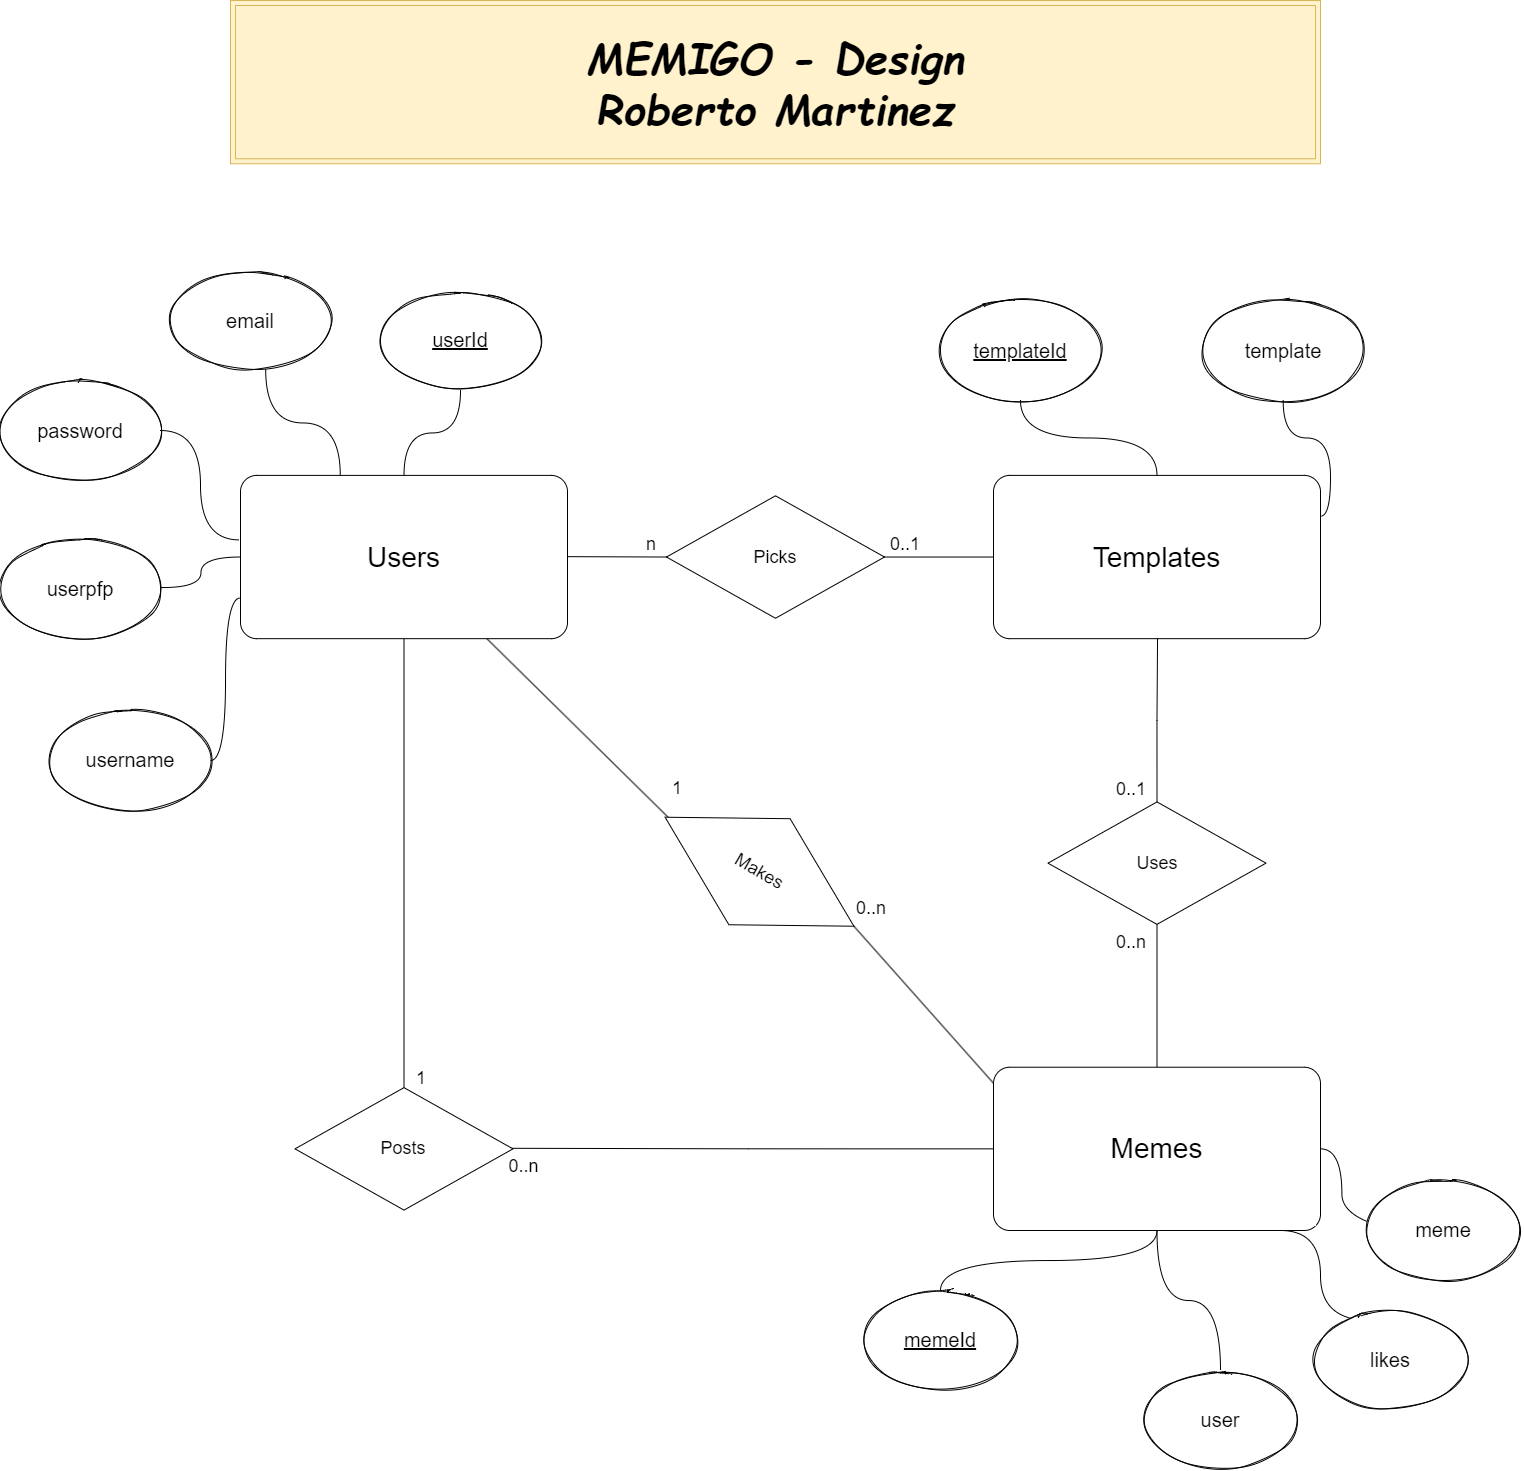 MEMIGO - Design
Roberto Martinez
email
userId
templateId
template
password
Users
n
Picks
0..1
Templates
userpfp
username
1
0..1
Makes
Uses
0..n
0..n
1
Posts
0..n
Memes
meme
memeId
likes
user